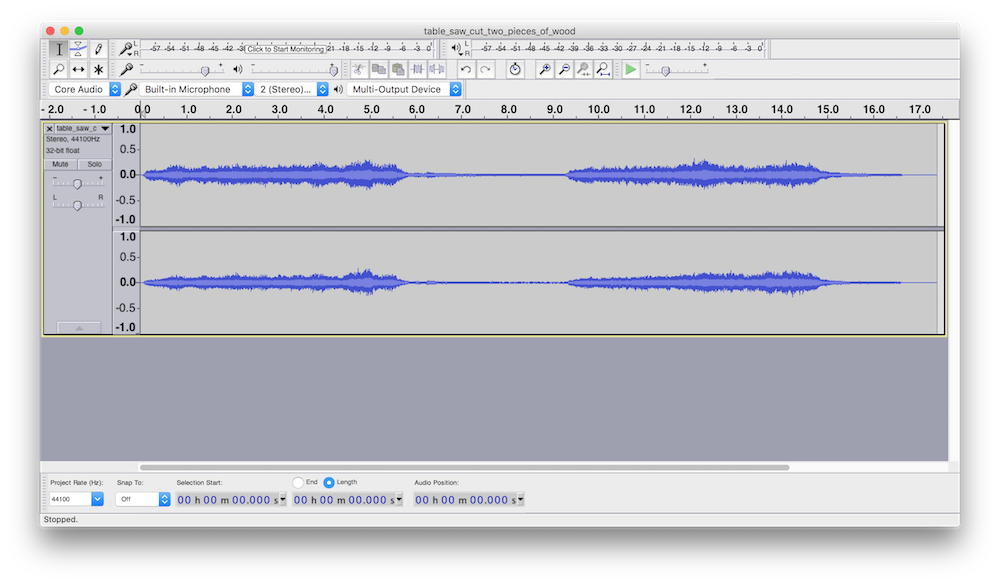 table_saw_cut_two_pieces_of_wood
L R -57 -54 -51 -48 -45 -42 Click to Start Monitoring -21 -18 -15 -12 -9 -6 -3 0 L R -57 -54 -51 -48 -45 -42 -39 -36 -33 -30 -27 -24 -21 -18 -15 -12 -9 -6 -3 0
- + - + - +
Core Audio Built-in Microphone 2 (Stereo)... Multi-Output Device
- 2.0 - 1.0 0.0 1.0 2.0 3.0 4.0 5.0 6.0 7.0 8.0 9.0 10.0 11.0 12.0 13.0 14.0 15.0 16.0 17.0
table_saw_c 1.0
Stereo, 44100Hz
32-bit float 0.5-
Mute Solo
0.0-
- +
L R -0.5-
-1.0
1.0
0.5-
0.0-
-0.5-
-1.0
Project Rate (Hz): Snap To: Selection Start: End Length Audio Position:
44100 Off 00 h 00 m 00.000 s 00 h 00 m 00.000 s 00 h 00 m 00.000 s
Stopped.